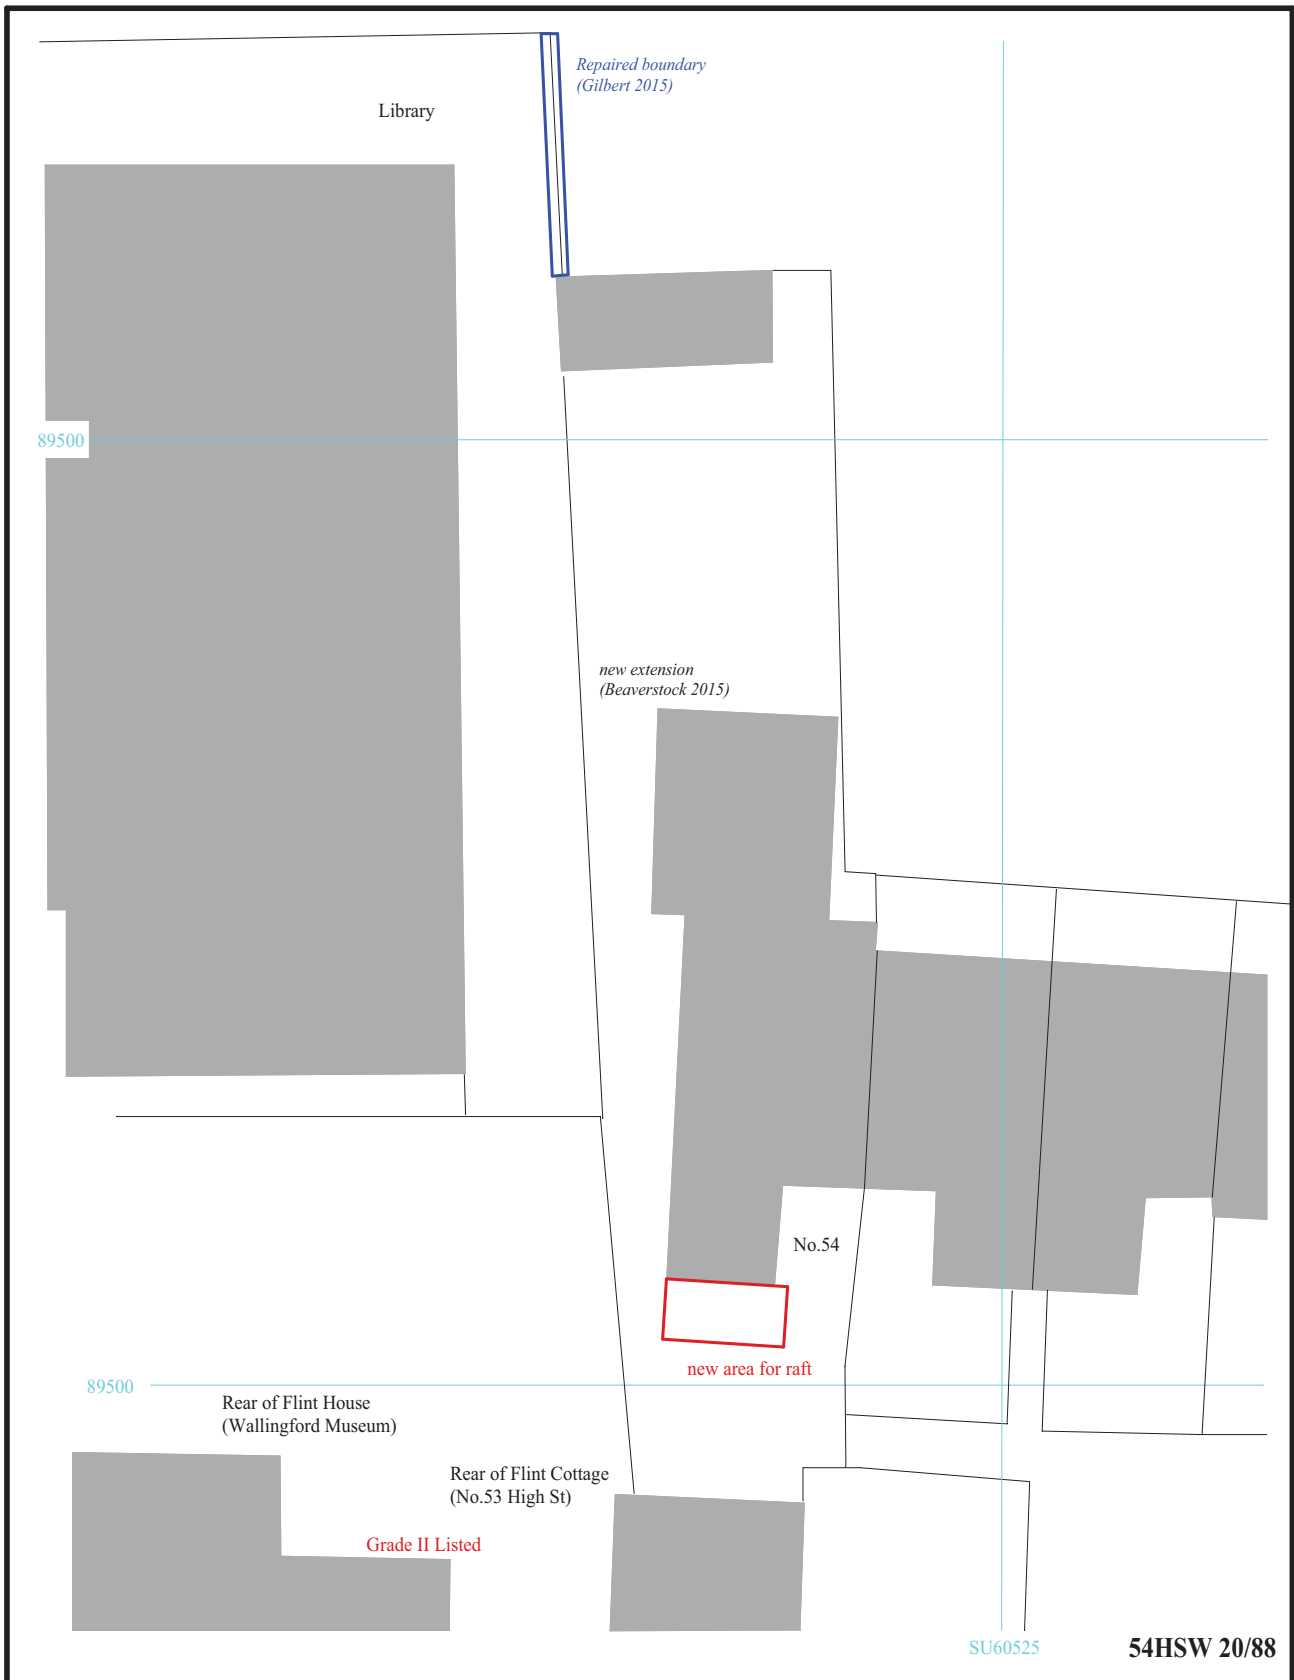 Repaired boundary
(Gilbert 2015)
Library
89500
new extension
(Beaverstock 2015)
No.54
new area for raft
89500
Rear of Flint House
(Wallingford Museum)
Rear of Flint Cottage
(No.53 High St)
Grade II Listed
SU60525
54HSW 20/88